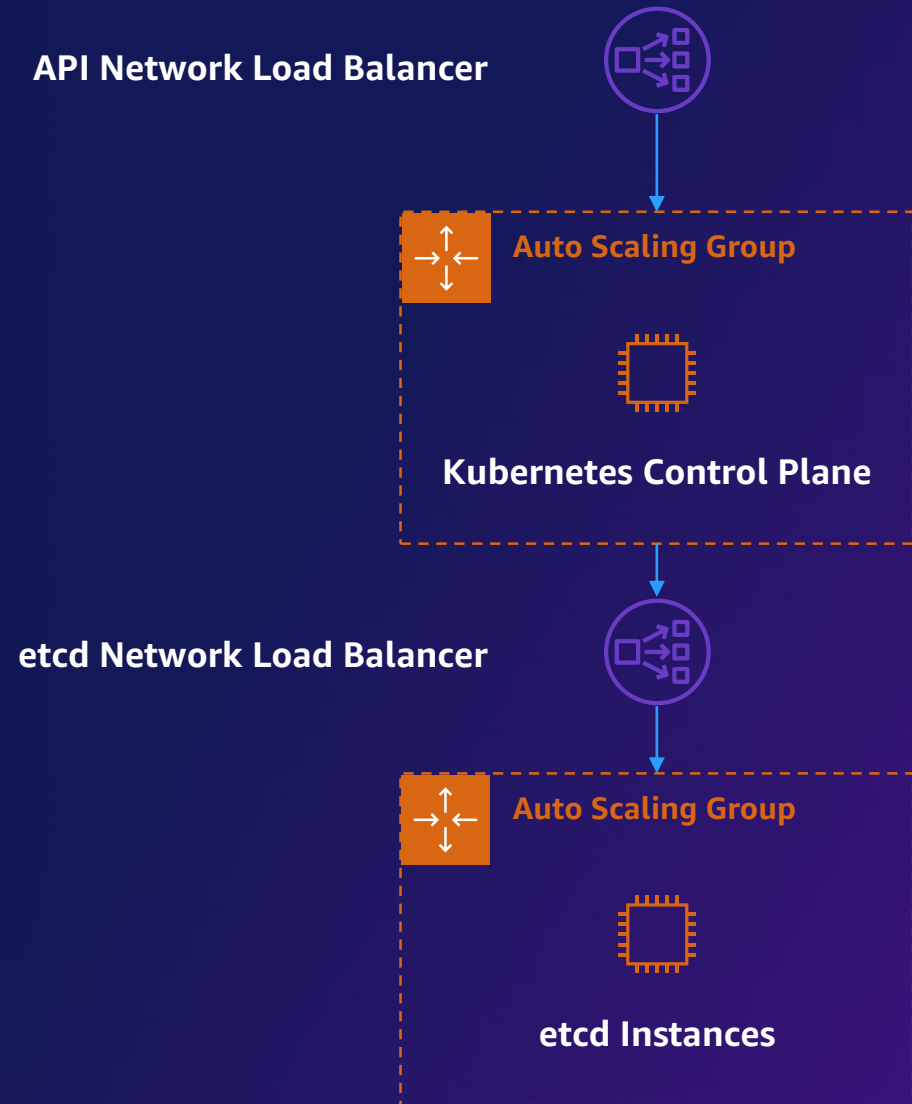 API Network Load Balancer
Auto Scaling Group
Kubernetes Control Plane
etcd Network Load Balancer
Auto Scaling Group
etcd Instances